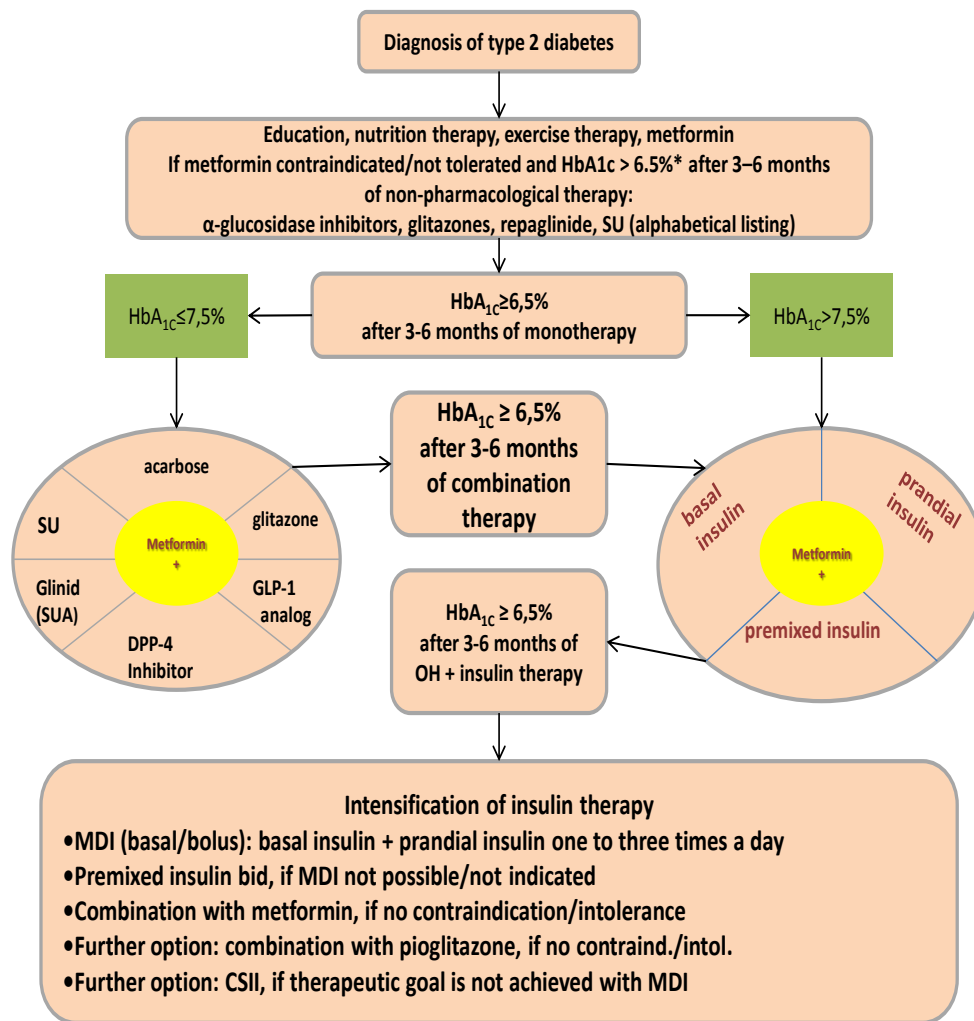 Diagnosis of type 2 diabetes
Education, nutrition therapy, exercise therapy, metformin
If metformin contraindicated/not tolerated and HbA1c > 6.5%* after 3–6 months
of non-pharmacological therapy:
α-glucosidase inhibitors, glitazones, repaglinide, SU (alphabetical listing)
HbA1C≤7,5%
HbA1C≥6,5%
after 3-6 months of monotherapy
HbA1C>7,5%
acarbose
SU
glitazone
Metformin
+
Glinid
(SUA)
GLP-1
analog
DPP-4
Inhibitor
HbA1C ≥ 6,5%
after 3-6 months
of combination
therapy
basal
insulin
prandial
insulin
Metformin
+
premixed insulin
HbA1C ≥ 6,5%
after 3-6 months of
OH + insulin therapy
Intensification of insulin therapy
•MDI (basal/bolus): basal insulin + prandial insulin one to three times a day
•Premixed insulin bid, if MDI not possible/not indicated
•Combination with metformin, if no contraindication/intolerance
•Further option: combination with pioglitazone, if no contraind./intol.
•Further option: CSII, if therapeutic goal is not achieved with MDI